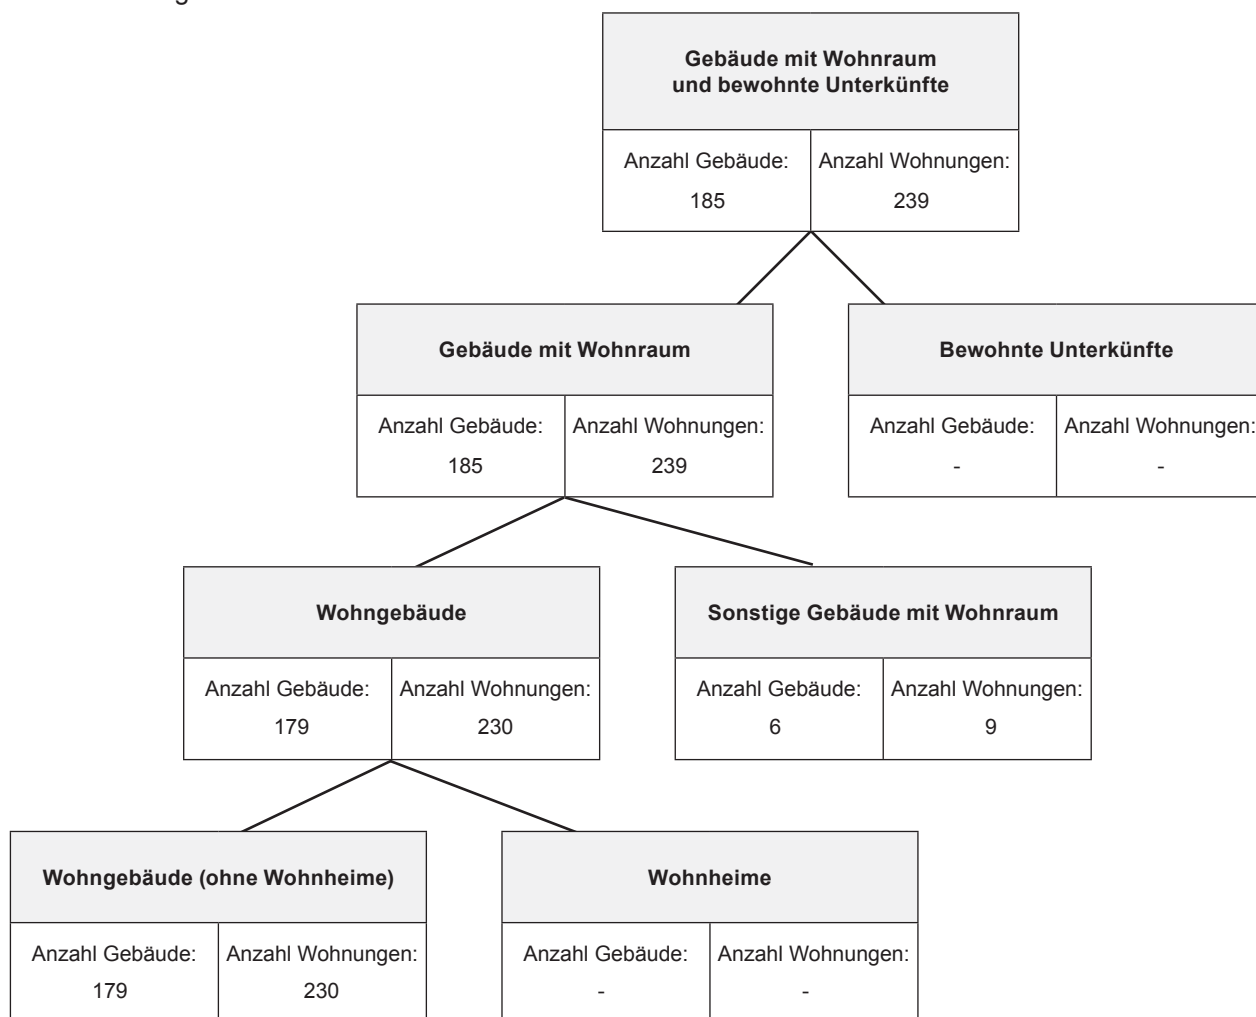 Gebäude mit Wohnraum
und bewohnte Unterkünfte
Anzahl Gebäude: Anzahl Wohnungen:
185 239
Gebäude mit Wohnraum
Bewohnte Unterkünfte
Anzahl Gebäude: Anzahl Wohnungen:
185 239
Anzahl Gebäude: Anzahl Wohnungen:
- -
Wohngebäude
Sonstige Gebäude mit Wohnraum
Anzahl Gebäude: Anzahl Wohnungen:
179 230
Anzahl Gebäude: Anzahl Wohnungen:
6 9
Wohngebäude (ohne Wohnheime)
Wohnheime
Anzahl Gebäude: Anzahl Wohnungen:
179 230
Anzahl Gebäude: Anzahl Wohnungen:
- -